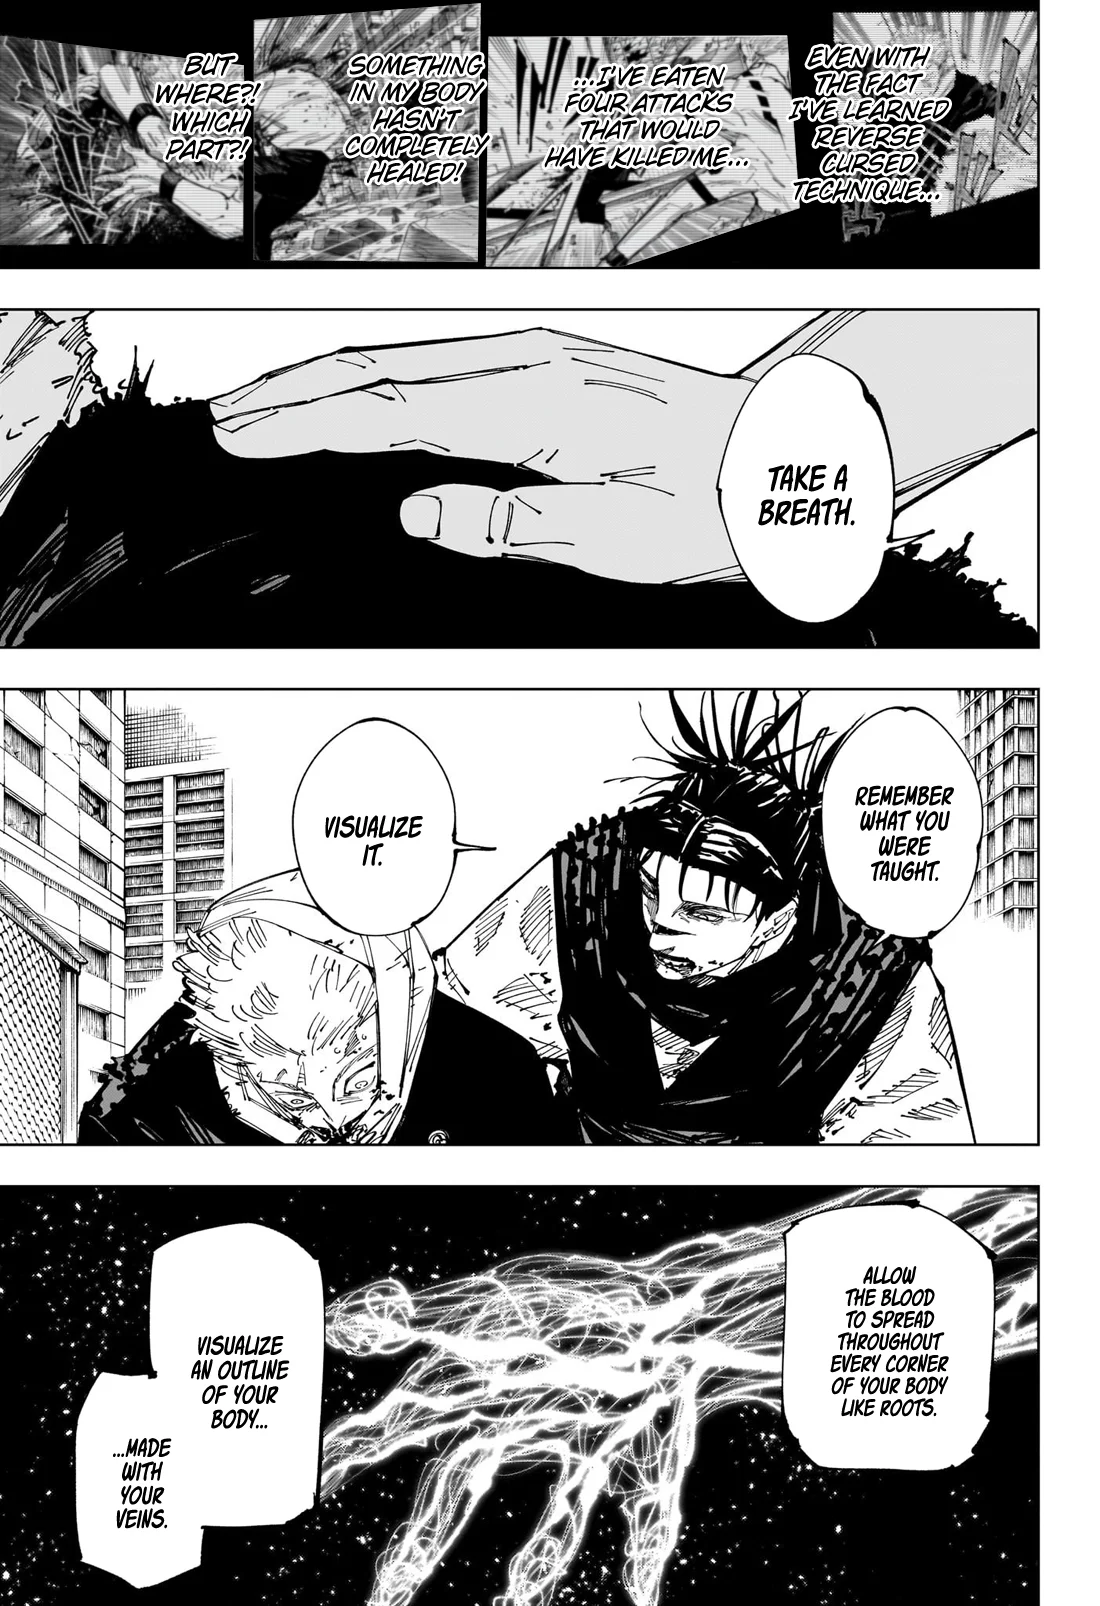 EVEN WITH
THE FACT
I'VE LEARNED
REVERSE
CURSED
TECHNIQUE...
...I'VE EATEN
FOUR ATTACKS
THAT WOULD
HAVE KILLED ME...
SOMETHING
IN MY BODY
HASN'T
COMPLETELY
HEALED!
BUT
WHERE?!
WHICH
PART?!
TAKE A
BREATH.
REMEMBER
WHAT YOU
WERE
TAUGHT.
VISUALIZE
IT.
ALLOW
THE BLOOD
TO SPREAD
THROUGHOUT
EVERY CORNER
OF YOUR BODY
LIKE ROOTS.
VISUALIZE
AN OUTLINE
OF YOUR
BODY...
...MADE
WITH
YOUR
VEINS.